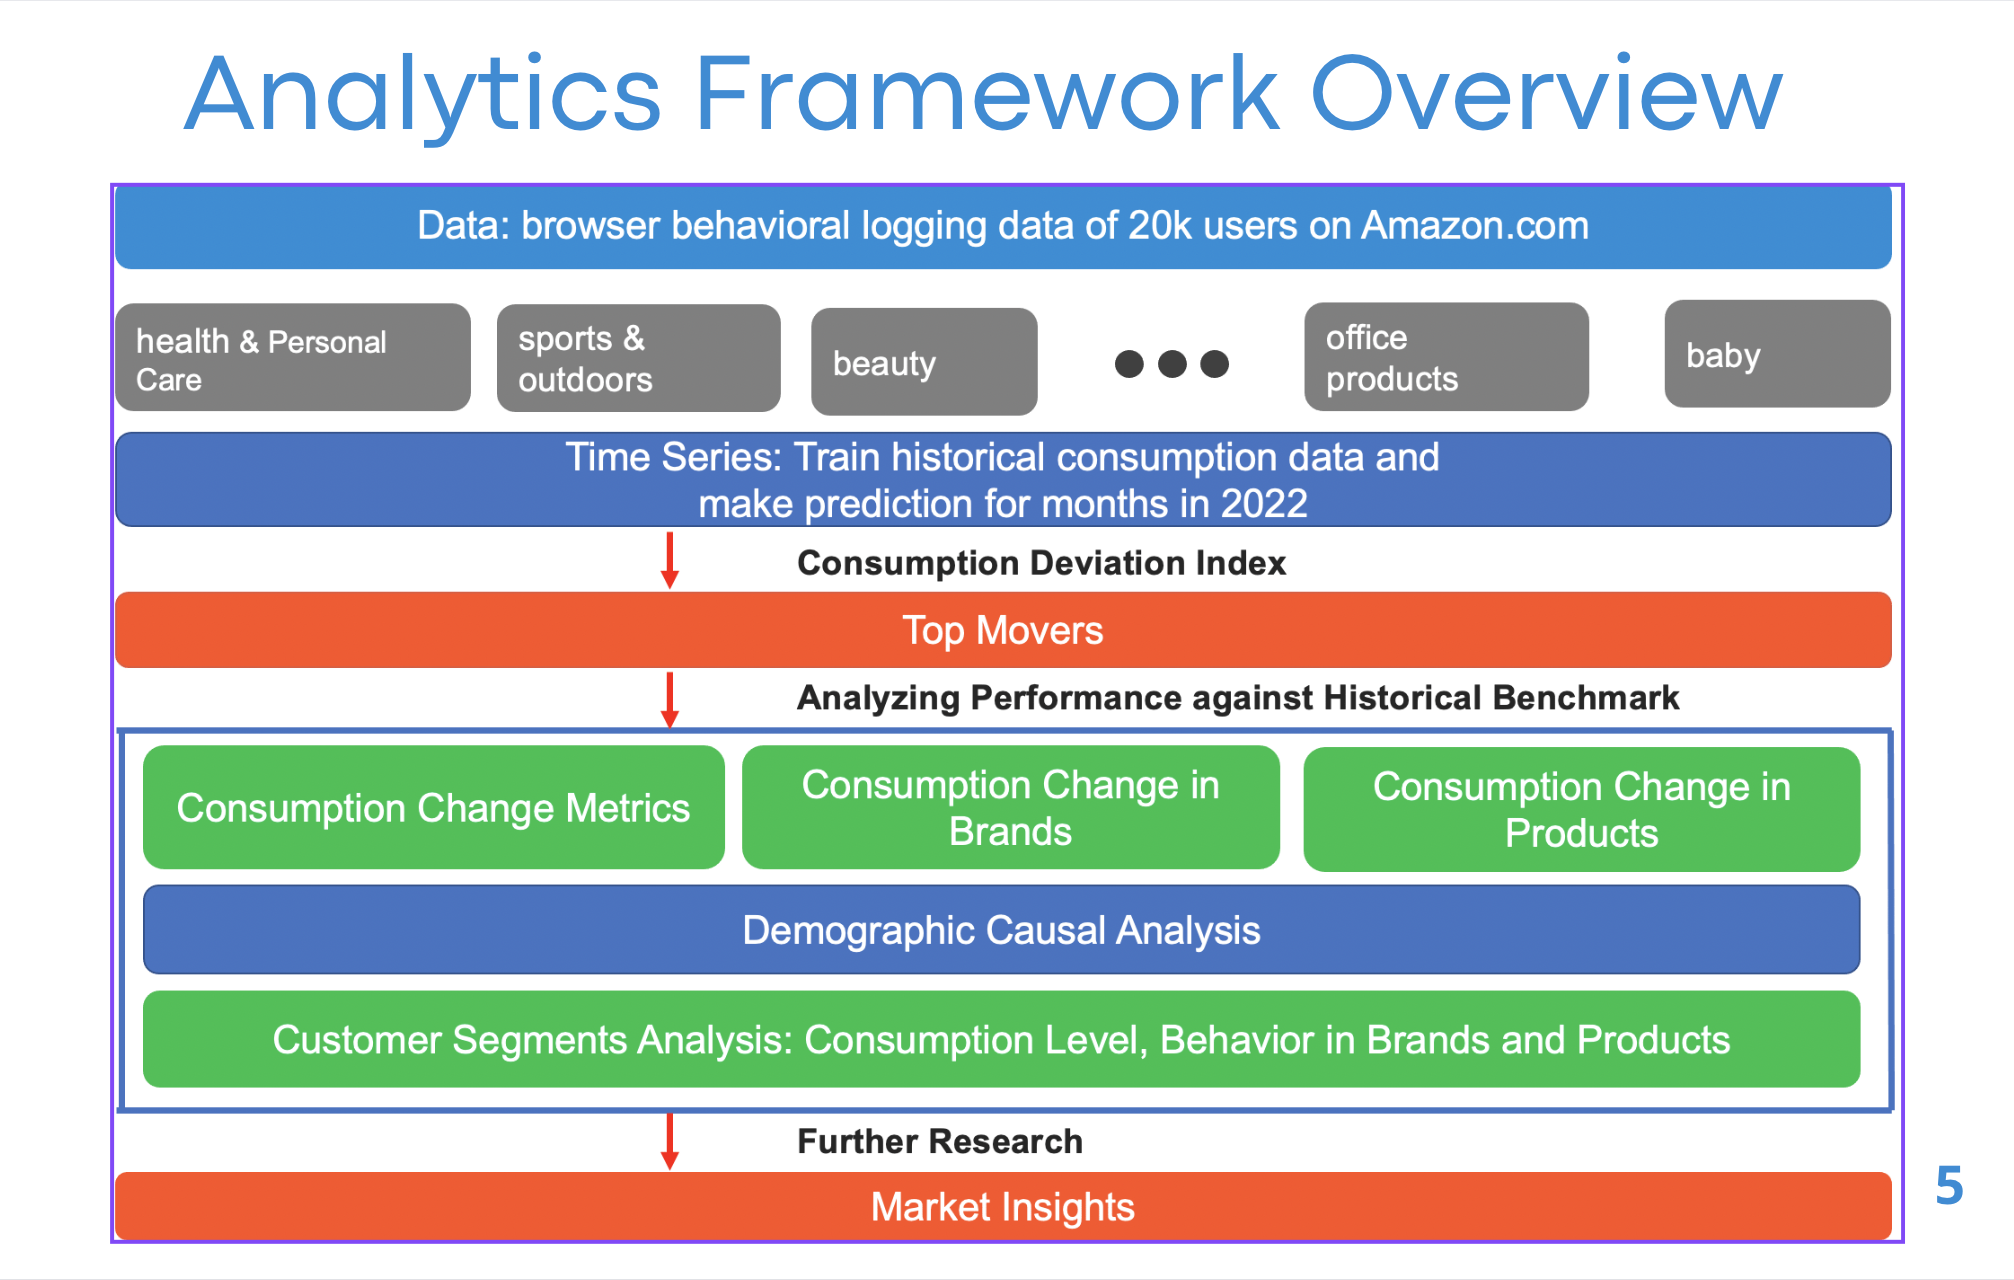 Analytics Framework Overview
Data: browser behavioral logging data of 20k users on Amazon.com
health & Personal
Care
sports &
outdoors
beauty
office
products
baby
Time Series: Train historical consumption data and
make prediction for months in 2022
Consumption Deviation Index
Top Movers
Analyzing Performance against Historical Benchmark
Consumption Change Metrics
Consumption Change in
Brands
Consumption Change in
Products
Demographic Causal Analysis
Customer Segments Analysis: Consumption Level, Behavior in Brands and Products
Further Research
Market Insights
5